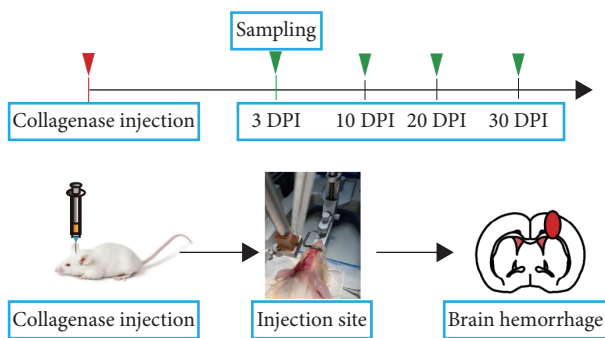 Sampling
Collagenase injection
3 DPI 10 DPI 20 DPI 30 DPI
Collagenase injection
Injection site
Brain hemorrhage